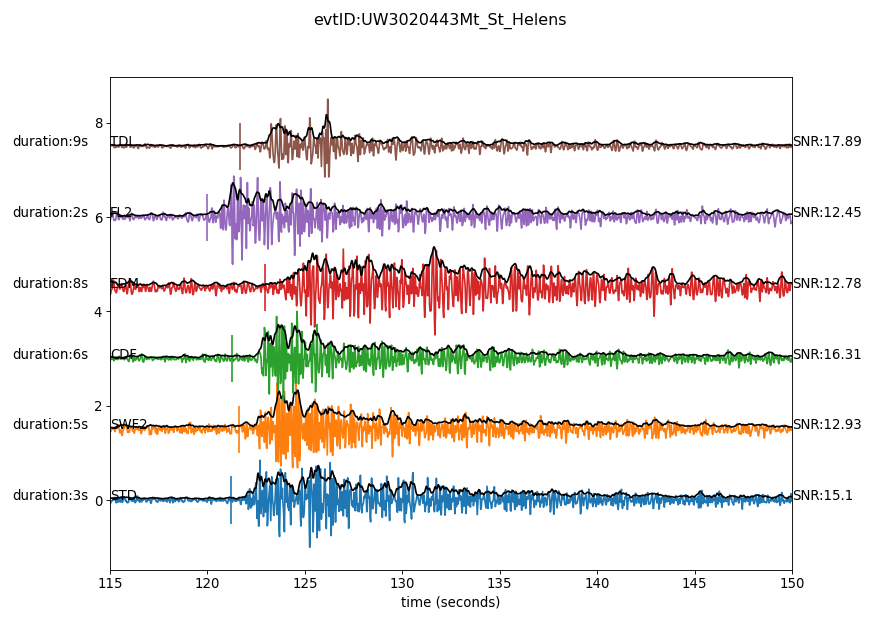 evtID:UW3020443Mt_St_Helens
8
duration:9s TDL SNR:17.89
duration:2s FL2 SNR:12.45
6
duration:8s EDM SNR:12.78
4
duration:6s CDF SNR:16.31
2
duration:5s SWF2 SNR:12.93
duration:3s STD SNR:15.1
0
115 120 125 130 135 140 145 150
time (seconds)